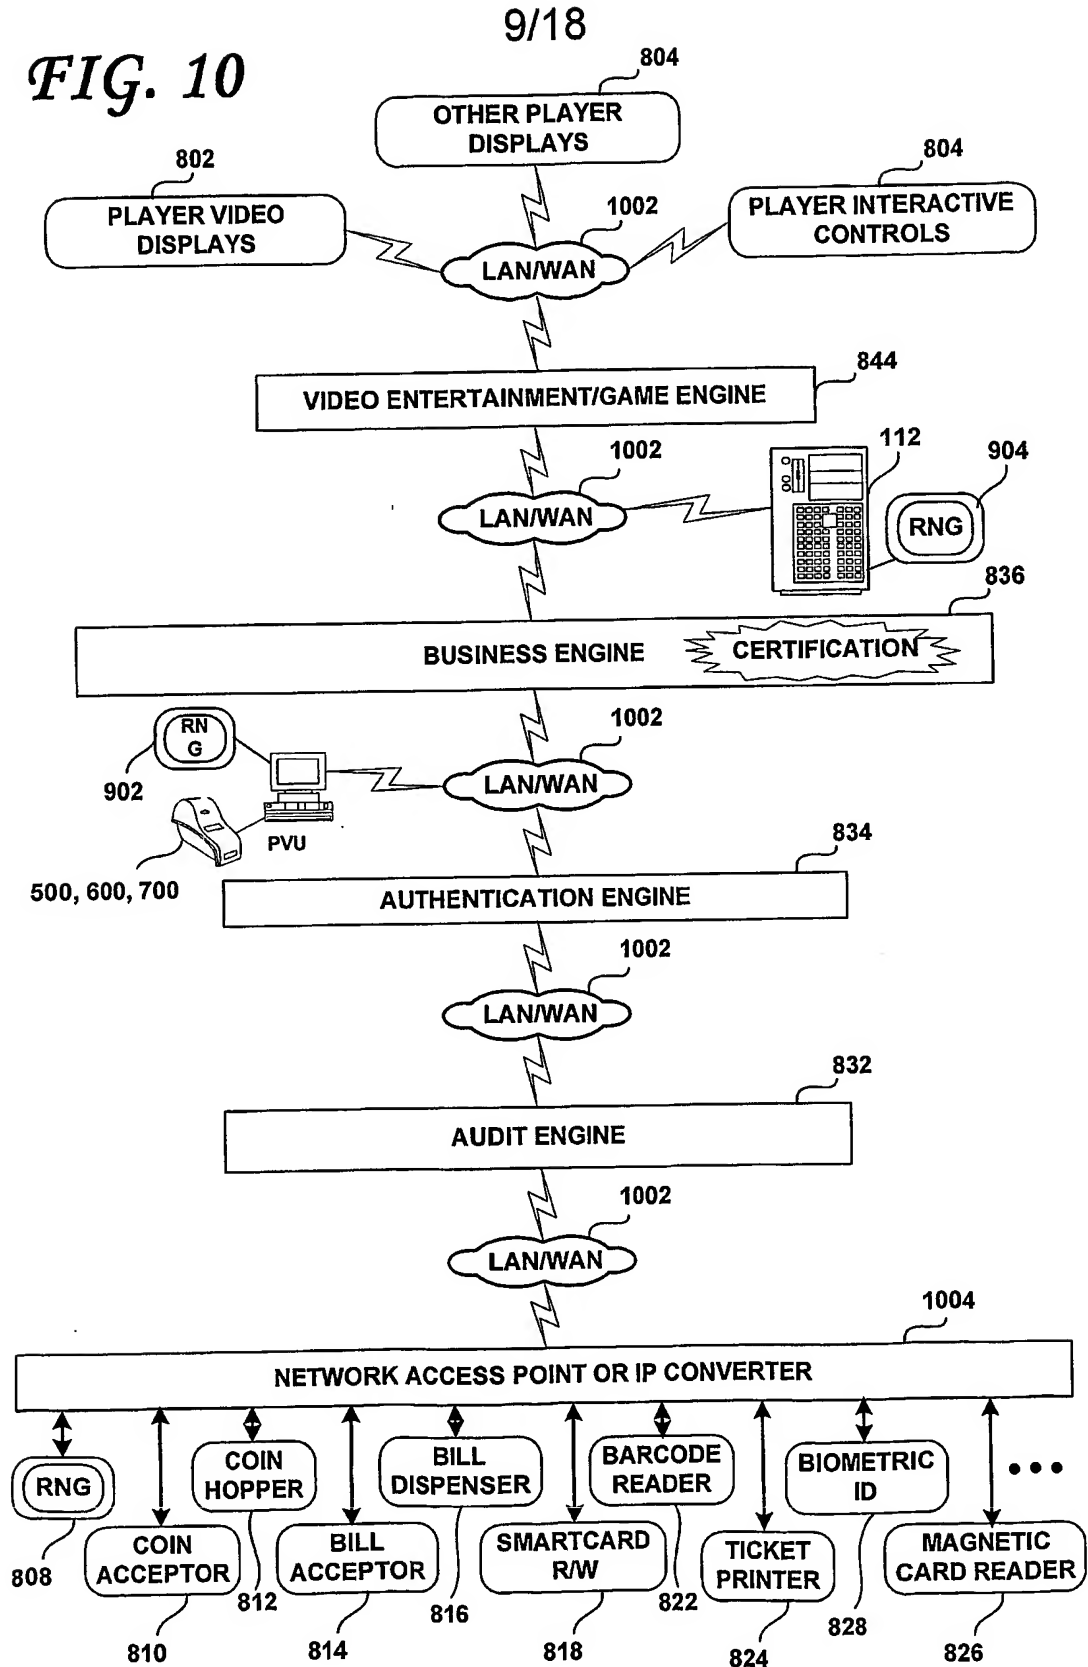 9/18
FIG. 10
804
OTHER PLAYER
DISPLAYS
802
PLAYER VIDEO
DISPLAYS
804
PLAYER INTERACTIVE
CONTROLS
1002
LAN/WAN
844
VIDEO ENTERTAINMENT/GAME ENGINE
1002
LAN/WAN
112
904
RNG
836
BUSINESS ENGINE
CERTIFICATION
1002
LAN/WAN
RN
G
902
PVU
500, 600, 700
834
AUTHENTICATION ENGINE
1002
LAN/WAN
832
AUDIT ENGINE
1002
LAN/WAN
1004
NETWORK ACCESS POINT OR IP CONVERTER
RNG
808
COIN
ACCEPTOR
810
COIN
HOPPER
812
BILL
ACCEPTOR
814
BILL
DISPENSER
816
SMARTCARD
R/W
818
BARCODE
READER
822
TICKET
PRINTER
824
BIOMETRIC
ID
828
MAGNETIC
CARD READER
826